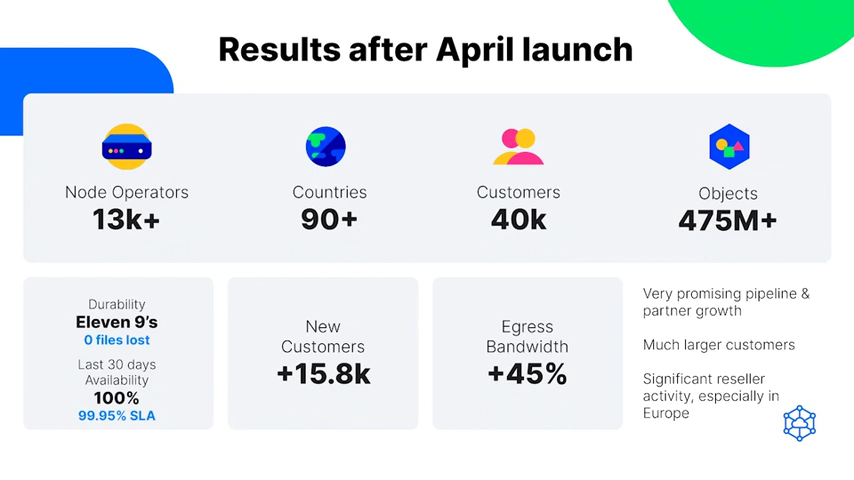 Results after April launch
Node Operators
13k+
Countries
90+
Customers
40k
Objects
475M+
Durability
Eleven 9's
0 files lost
Last 30 days
Availability
100%
99.95% SLA
New
Customers
+15.8k
Egress
Bandwidth
+45%
Very promising pipeline &
partner growth
Much larger customers
Significant reseller
activity, especially in
Europe